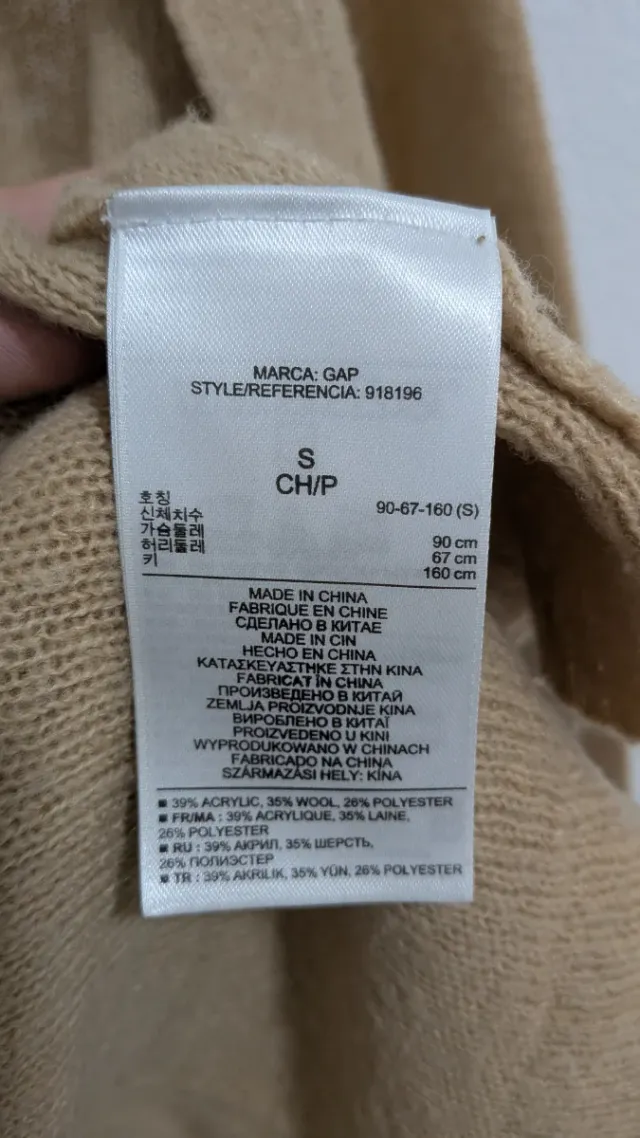 MARCA: GAP
STYLE/REFERENCIA: 918196
S
CH/P
호칭 90-67-160 (S)
신체치수
가슴둘레 90 cm
허리둘레 67 cm
키 160 cm
MADE IN CHINA
FABRIQUE EN CHINE
СДЕЛАНО В КИТАЕ
MADE IN CIN
HECHO EN CHINA
ΚΑΤΑΣΚΕΥΑΣΤΗΚΕ ΣΤΗΝ ΚΙΝΑ
FABRICAT ÎN CHINA
ПРОИЗВЕДЕНО В КИТАЙ
ZEMLJA PROIZVODNJE KINA
ВИРОБЛЕНО В КИТАЇ
PROIZVEDENO U KINI
WYPRODUKOWANO W CHINACH
FABRICADO NA CHINA
SZÁRMAZÁSI HELY: KÍNA
■ 39% ACRYLIC, 35% WOOL, 26% POLYESTER
■ FR/MA : 39% ACRYLIQUE, 35% LAINE,
26% POLYESTER
■ RU : 39% АКРИЛ, 35% ШЕРСТЬ,
26% ПОЛИЭСТЕР
■ TR : 39% AKRILIK, 35% YÜN, 26% POLYESTER